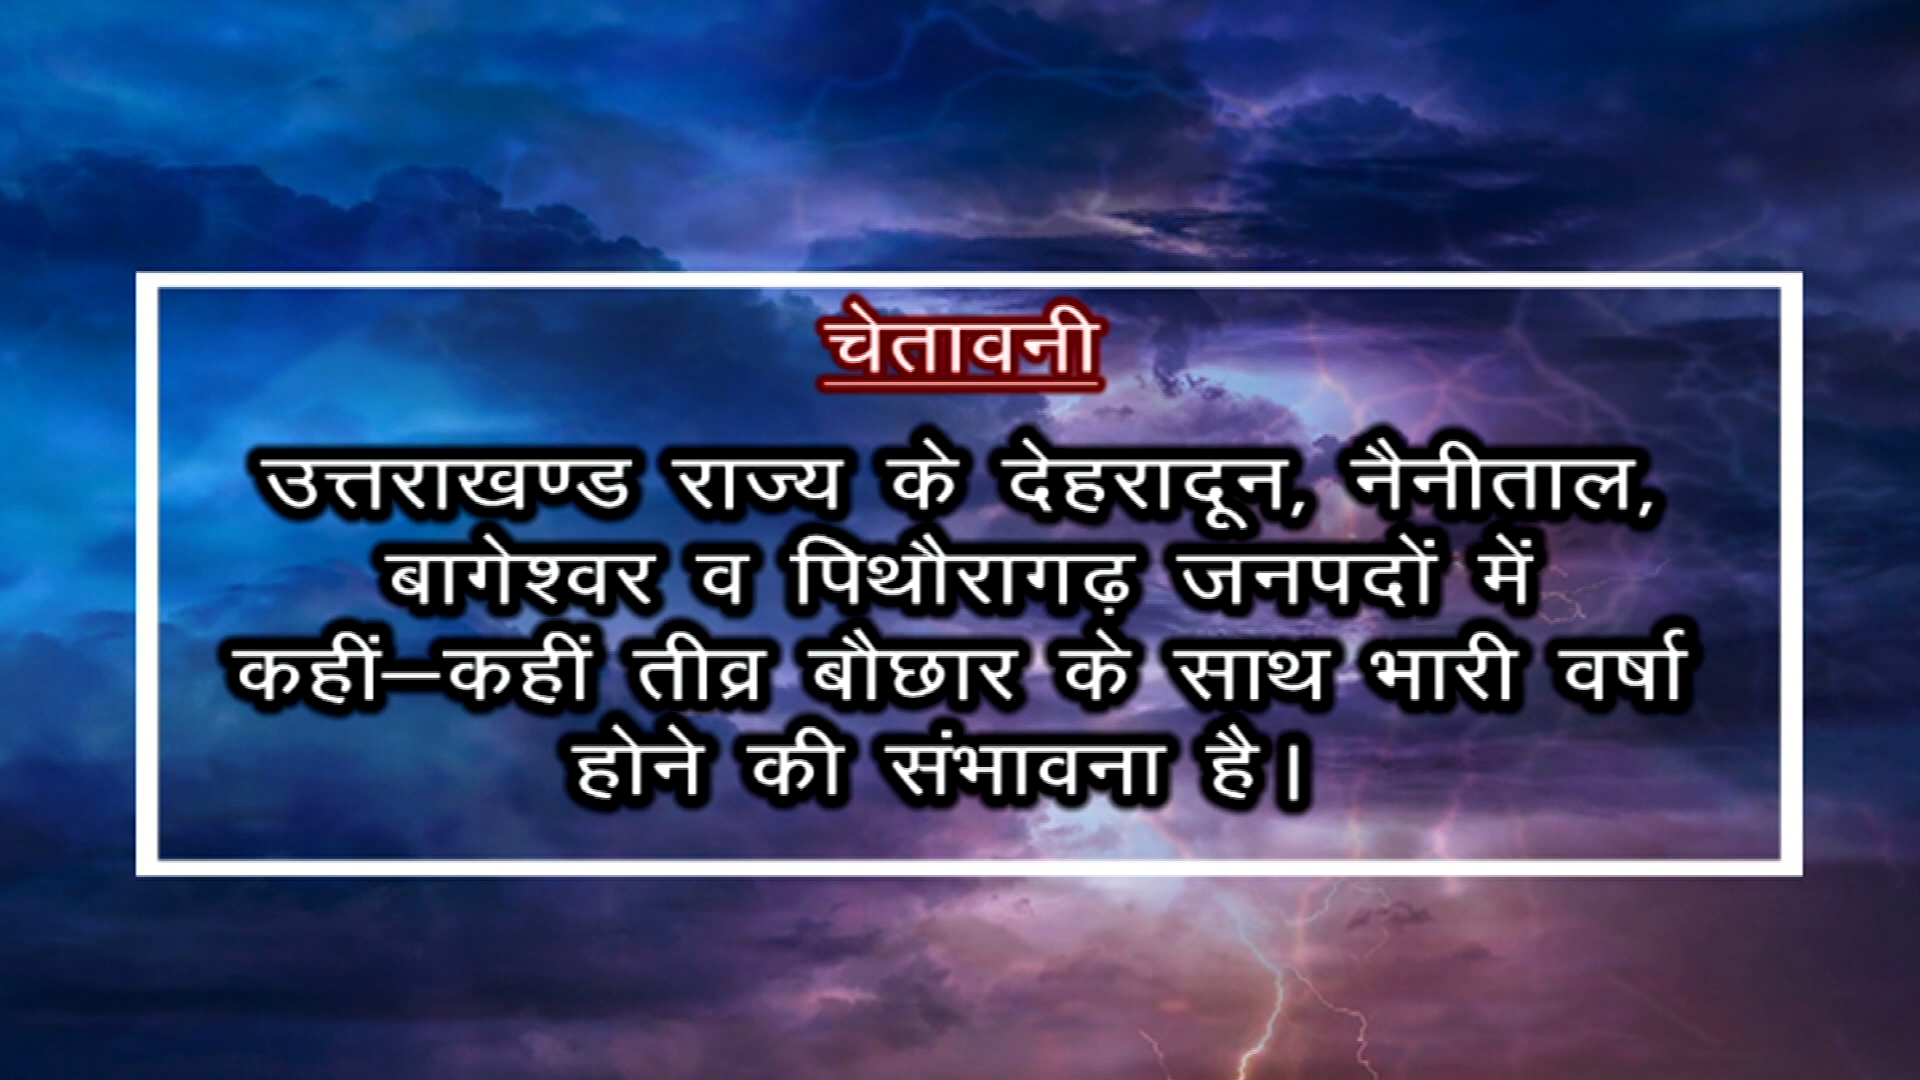 चेतावनी
उत्तराखण्ड राज्य के देहरादून, नैनीताल,
बागेश्वर व पिथौरागढ़ जनपदों में
कहीं–कहीं तीव्र बौछार के साथ भारी वर्षा
होने की संभावना है।